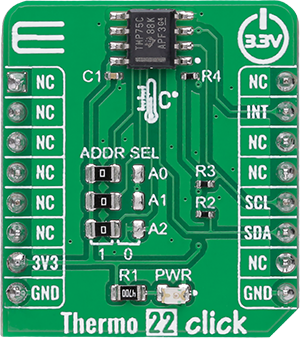 3.3V
TMP75C
88K
APF3
C1
R4
C°
NC
NC
NC
NC
NC
NC
3V3
GND
NC
INT
NC
NC
SCL
SDA
NC
GND
ADDR SEL
A0
A1
A2
1 0
R3
R2
R1
PWR
4700
Thermo 22 click